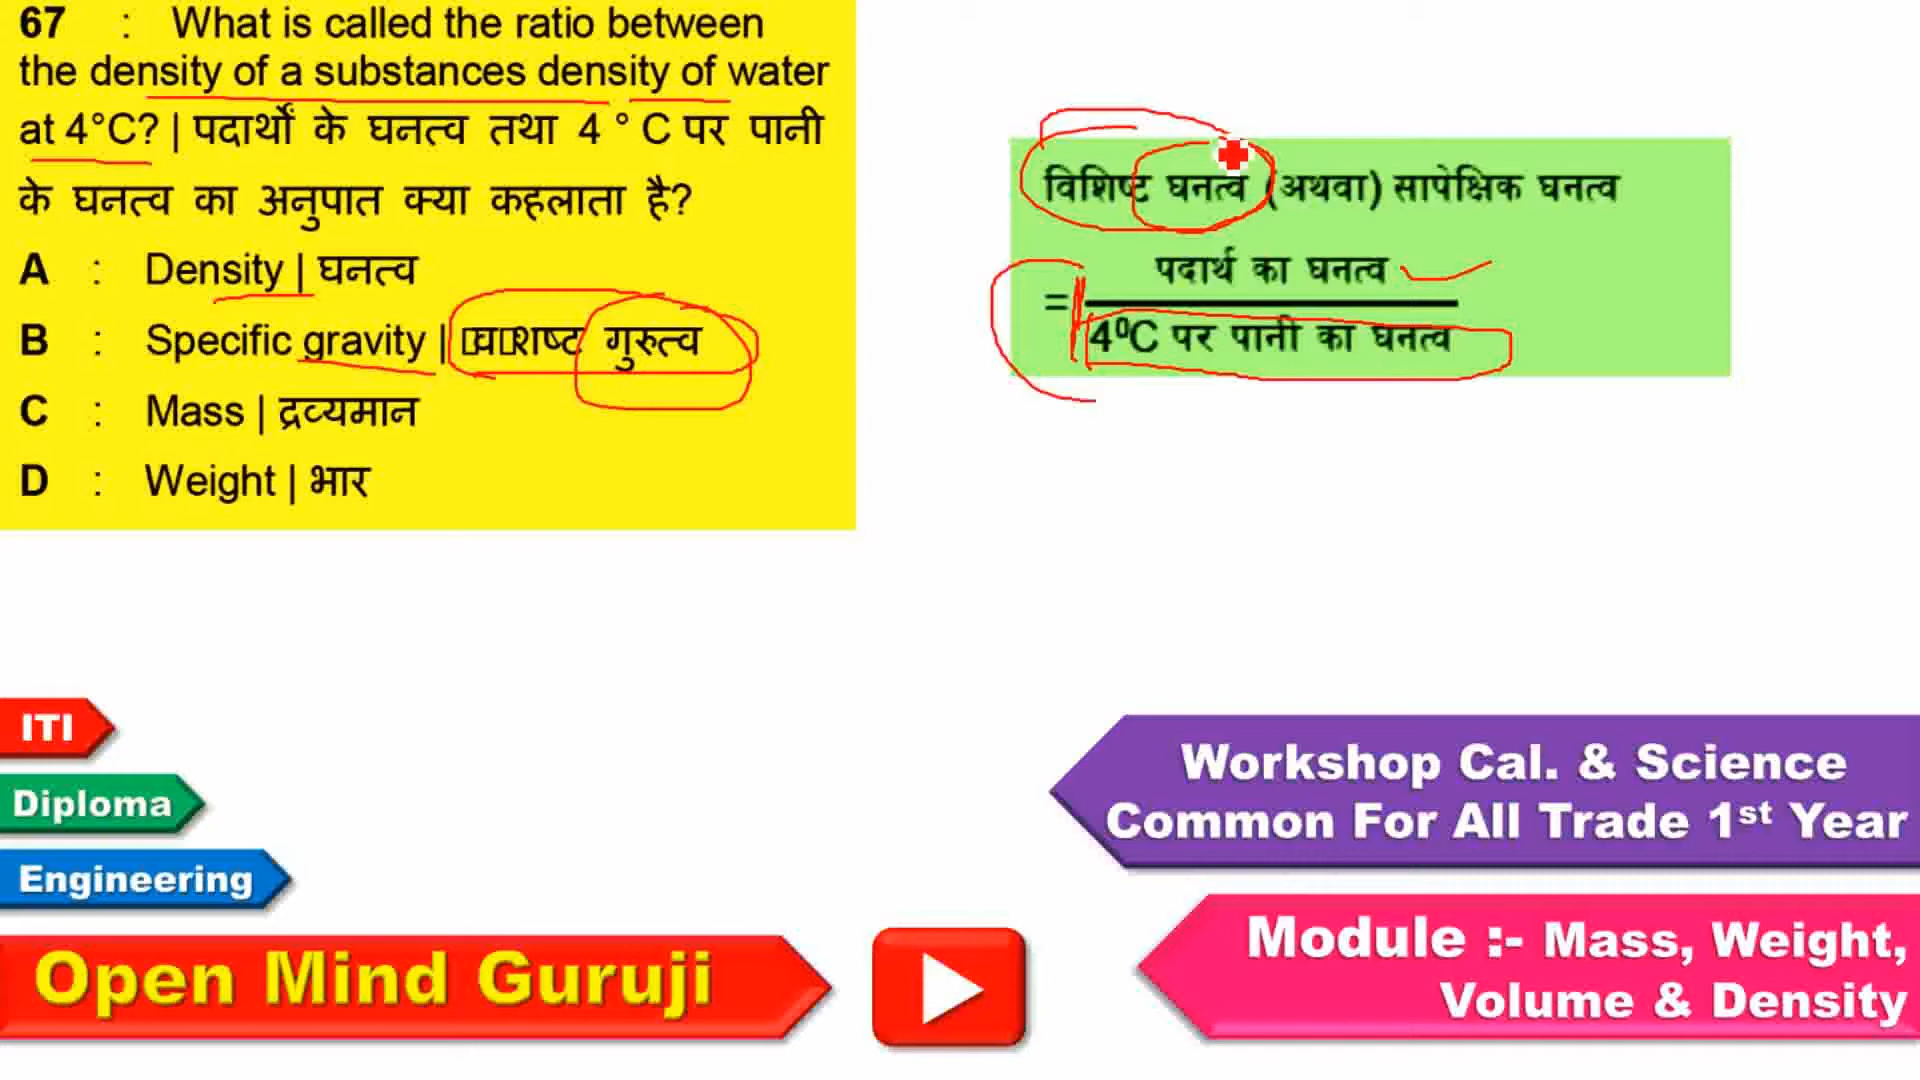 67 : What is called the ratio between
the density of a substances density of water
at 4°C? | पदार्थों के घनत्व तथा 4 ° C पर पानी
के घनत्व का अनुपात क्या कहलाता है?
A : Density | घनत्व
B : Specific gravity | गुरुत्व
C : Mass | द्रव्यमान
D : Weight | भार
विशिष्ट घनत्व (अथवा) सापेक्षिक घनत्व
= पदार्थ का घनत्व
4⁰C पर पानी का घनत्व
ITI
Diploma
Engineering
Open Mind Guruji
Workshop Cal. & Science
Common For All Trade 1st Year
Module :- Mass, Weight,
Volume & Density